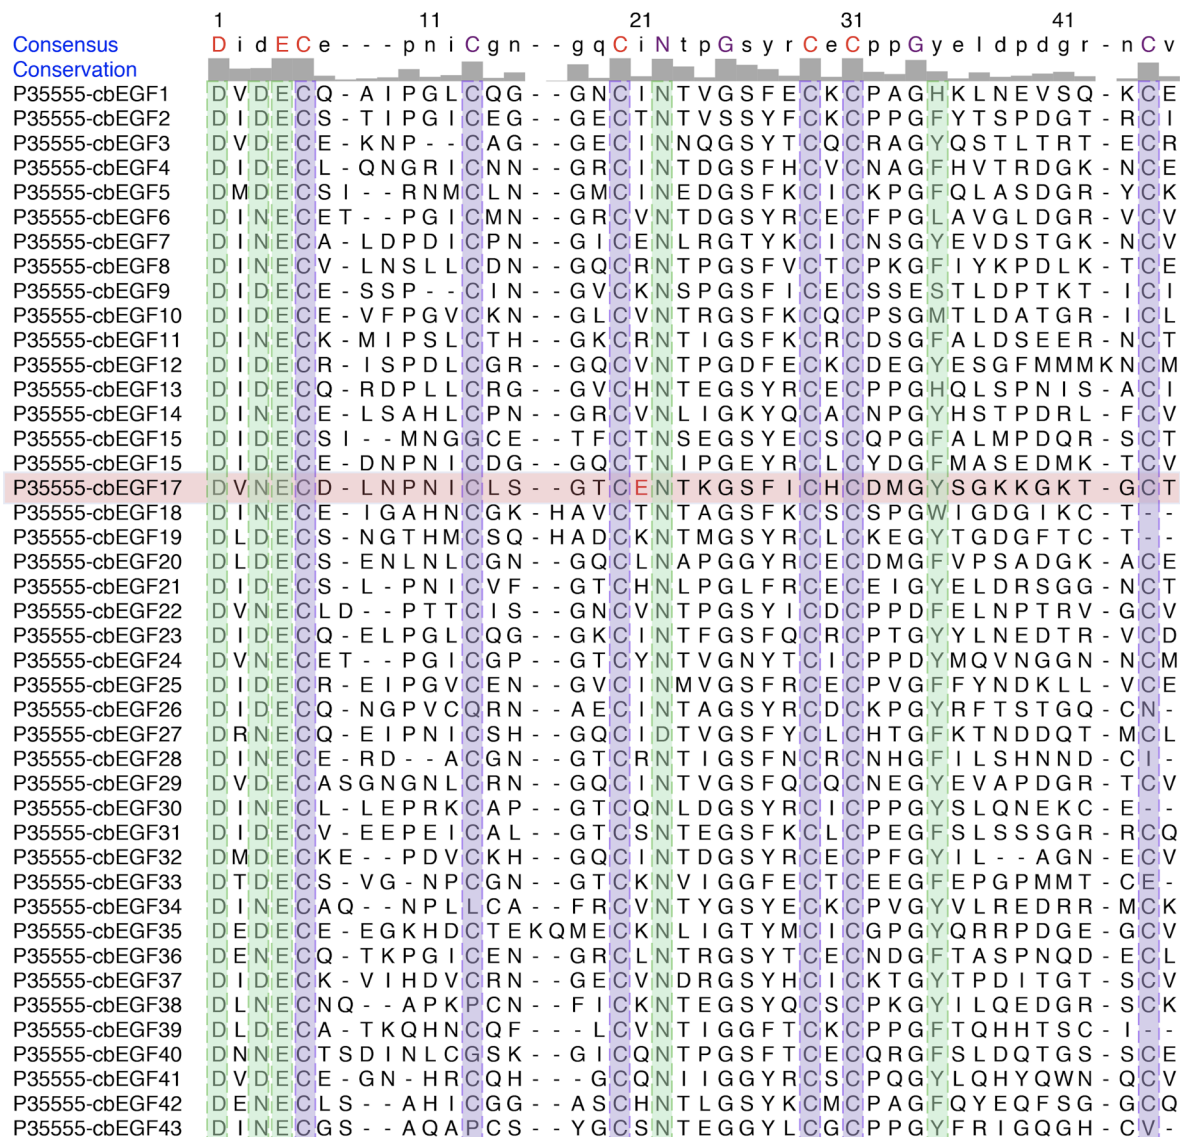 1 11 21 31 41
Consensus D i d E C e - - - p n i C g n - - g q C i N t p G s y r C e C p p G y e l d p d g r - n C v
Conservation
P35555-cbEGF1 D V D E C Q - A I P G L C Q G - - G N C I N T V G S F E C K C P A G H K L N E V S Q - K C E
P35555-cbEGF2 D I D E C S - T I P G I C E G - - G E C T N T V S S Y F C K C P P G F Y T S P D G T - R C I
P35555-cbEGF3 D V D E C E - K N P - - C A G - - G E C I N N Q G S Y T C Q C R A G Y Q S T L T R T - E C R
P35555-cbEGF4 D I D E C L - Q N G R I C N N - - G R C I N T D G S F H C V C N A G F H V T R D G K - N C E
P35555-cbEGF5 D M D E C S I - - R N M C L N - - G M C I N E D G S F K C I C K P G F Q L A S D G R - Y C K
P35555-cbEGF6 D I N E C E T - - P G I C M N - - G R C V N T D G S Y R C E C F P G L A V G L D G R - V C V
P35555-cbEGF7 D I N E C A - L D P D I C P N - - G I C E N L R G T Y K C I C N S G Y E V D S T G K - N C V
P35555-cbEGF8 D I N E C V - L N S L L C D N - - G Q C R N T P G S F V C T C P K G F I Y K P D L K - T C E
P35555-cbEGF9 D I D E C E - S S P - - C I N - - G V C K N S P G S F I C E C S S E S T L D P T K T - I C I
P35555-cbEGF10 D I D E C E - V F P G V C K N - - G L C V N T R G S F K C Q C P S G M T L D A T G R - I C L
P35555-cbEGF11 D I N E C K - M I P S L C T H - - G K C R N T I G S F K C R C D S G F A L D S E E R - N C T
P35555-cbEGF12 D I D E C R - I S P D L C G R - - G Q C V N T P G D F E C K C D E G Y E S G F M M M K N C M
P35555-cbEGF13 D I D E C Q - R D P L L C R G - - G V C H N T E G S Y R C E C P P G H Q L S P N I S - A C I
P35555-cbEGF14 D I N E C E - L S A H L C P N - - G R C V N L I G K Y Q C A C N P G Y H S T P D R L - F C V
P35555-cbEGF15 D I D E C S I - - M N G G C E - - T F C T N S E G S Y E C S C Q P G F A L M P D Q R - S C T
P35555-cbEGF15 D I D E C E - D N P N I C D G - - G Q C T N I P G E Y R C L C Y D G F M A S E D M K - T C V
P35555-cbEGF17 D V N E C D - L N P N I C L S - - G T C E N T K G S F I C H C D M G Y S G K K G K T - G C T
P35555-cbEGF18 D I N E C E - I G A H N C G K - H A V C T N T A G S F K C S C S P G W I G D G I K C - T - -
P35555-cbEGF19 D L D E C S - N G T H M C S Q - H A D C K N T M G S Y R C L C K E G Y T G D G F T C - T - -
P35555-cbEGF20 D L D E C S - E N L N L C G N - - G Q C L N A P G G Y R C E C D M G F V P S A D G K - A C E
P35555-cbEGF21 D I D E C S - L - P N I C V F - - G T C H N L P G L F R C E C E I G Y E L D R S G G - N C T
P35555-cbEGF22 D V N E C L D - - P T T C I S - - G N C V N T P G S Y I C D C P P D F E L N P T R V - G C V
P35555-cbEGF23 D I D E C Q - E L P G L C Q G - - G K C I N T F G S F Q C R C P T G Y Y L N E D T R - V C D
P35555-cbEGF24 D V N E C E T - - P G I C G P - - G T C Y N T V G N Y T C I C P P D Y M Q V N G G N - N C M
P35555-cbEGF25 D I D E C R - E I P G V C E N - - G V C I N M V G S F R C E C P V G F F Y N D K L L - V C E
P35555-cbEGF26 D I D E C Q - N G P V C Q R N - - A E C I N T A G S Y R C D C K P G Y R F T S T G Q - C N -
P35555-cbEGF27 D R N E C Q - E I P N I C S H - - G Q C I D T V G S F Y C L C H T G F K T N D D Q T - M C L
P35555-cbEGF28 D I N E C E - R D - - A C G N - - G T C R N T I G S F N C R C N H G F I L S H N N D - C I -
P35555-cbEGF29 D V D E C A S G N G N L C R N - - G Q C I N T V G S F Q C Q C N E G Y E V A P D G R - T C V
P35555-cbEGF30 D I N E C L - L E P R K C A P - - G T C Q N L D G S Y R C I C P P G Y S L Q N E K C - E - -
P35555-cbEGF31 D I D E C V - E E P E I C A L - - G T C S N T E G S F K C L C P E G F S L S S S G R - R C Q
P35555-cbEGF32 D M D E C K E - - P D V C K H - - G Q C I N T D G S Y R C E C P F G Y I L - - A G N - E C V
P35555-cbEGF33 D T D E C S - V G - N P C G N - - G T C K N V I G G F E C T C E E G F E P G P M M T - C E -
P35555-cbEGF34 D I N E C A Q - - N P L L C A - - F R C V N T Y G S Y E C K C P V G Y V L R E D R R - M C K
P35555-cbEGF35 D E D E C E - E G K H D C T E K Q M E C K N L I G T Y M C I C G P G Y Q R R P D G E - G C V
P35555-cbEGF36 D E N E C Q - T K P G I C E N - - G R C L N T R G S Y T C E C N D G F T A S P N Q D - E C L
P35555-cbEGF37 D I D E C K - V I H D V C R N - - G E C V N D R G S Y H C I C K T G Y T P D I T G T - S C V
P35555-cbEGF38 D L N E C N Q - - A P K P C N - - F I C K N T E G S Y Q C S C P K G Y I L Q E D G R - S C K
P35555-cbEGF39 D L D E C A - T K Q H N C Q F - - - L C V N T I G G F T C K C P P G F T Q H H T S C - I - -
P35555-cbEGF40 D N N E C T S D I N L C G S K - - G I C Q N T P G S F T C E C Q R G F S L D Q T G S - S C E
P35555-cbEGF41 D V D E C E - G N - H R C Q H - - - G C Q N I I G G Y R C S C P Q G Y L Q H Y Q W N - Q C V
P35555-cbEGF42 D E N E C L S - - A H I C G G - - A S C H N T L G S Y K C M C P A G F Q Y E Q F S G - G C Q
P35555-cbEGF43 D I N E C G S - A Q A P C S - - Y G C S N T E G G Y L C G C P P G Y F R I G Q G H - C V -